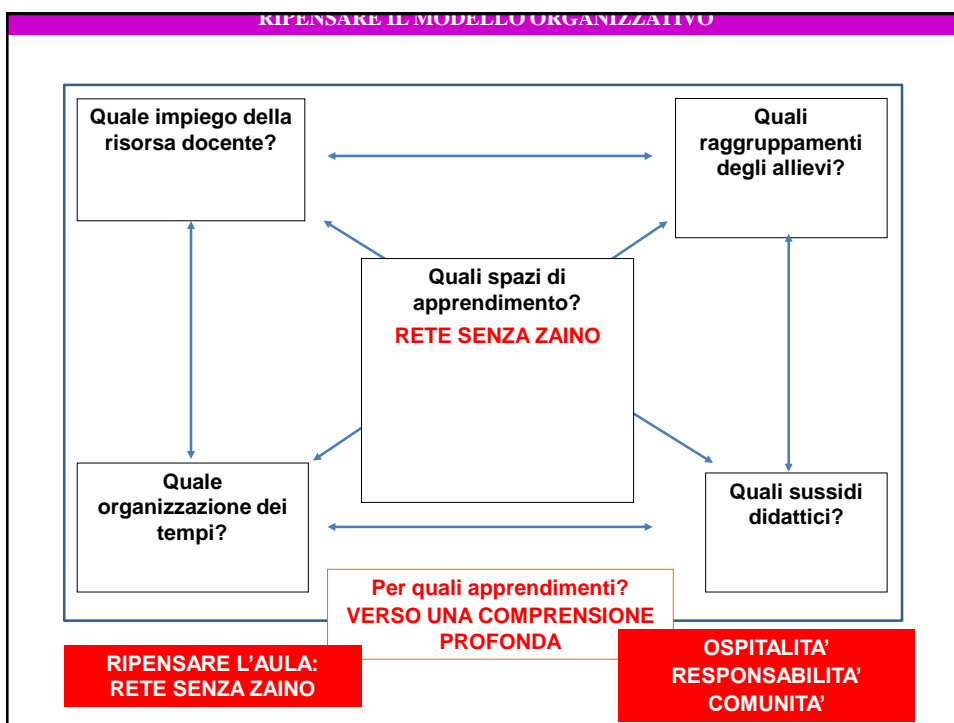 RIPENSARE IL MODELLO ORGANIZZATIVO
Quale impiego della
risorsa docente?
Quali
raggruppamenti
degli allievi?
Quali spazi di
apprendimento?
RETE SENZA ZAINO
Quale
organizzazione dei
tempi?
Quali sussidi
didattici?
Per quali apprendimenti?
VERSO UNA COMPRENSIONE
PROFONDA
RIPENSARE L’AULA:
RETE SENZA ZAINO
OSPITALITA’
RESPONSABILITA’
COMUNITA’